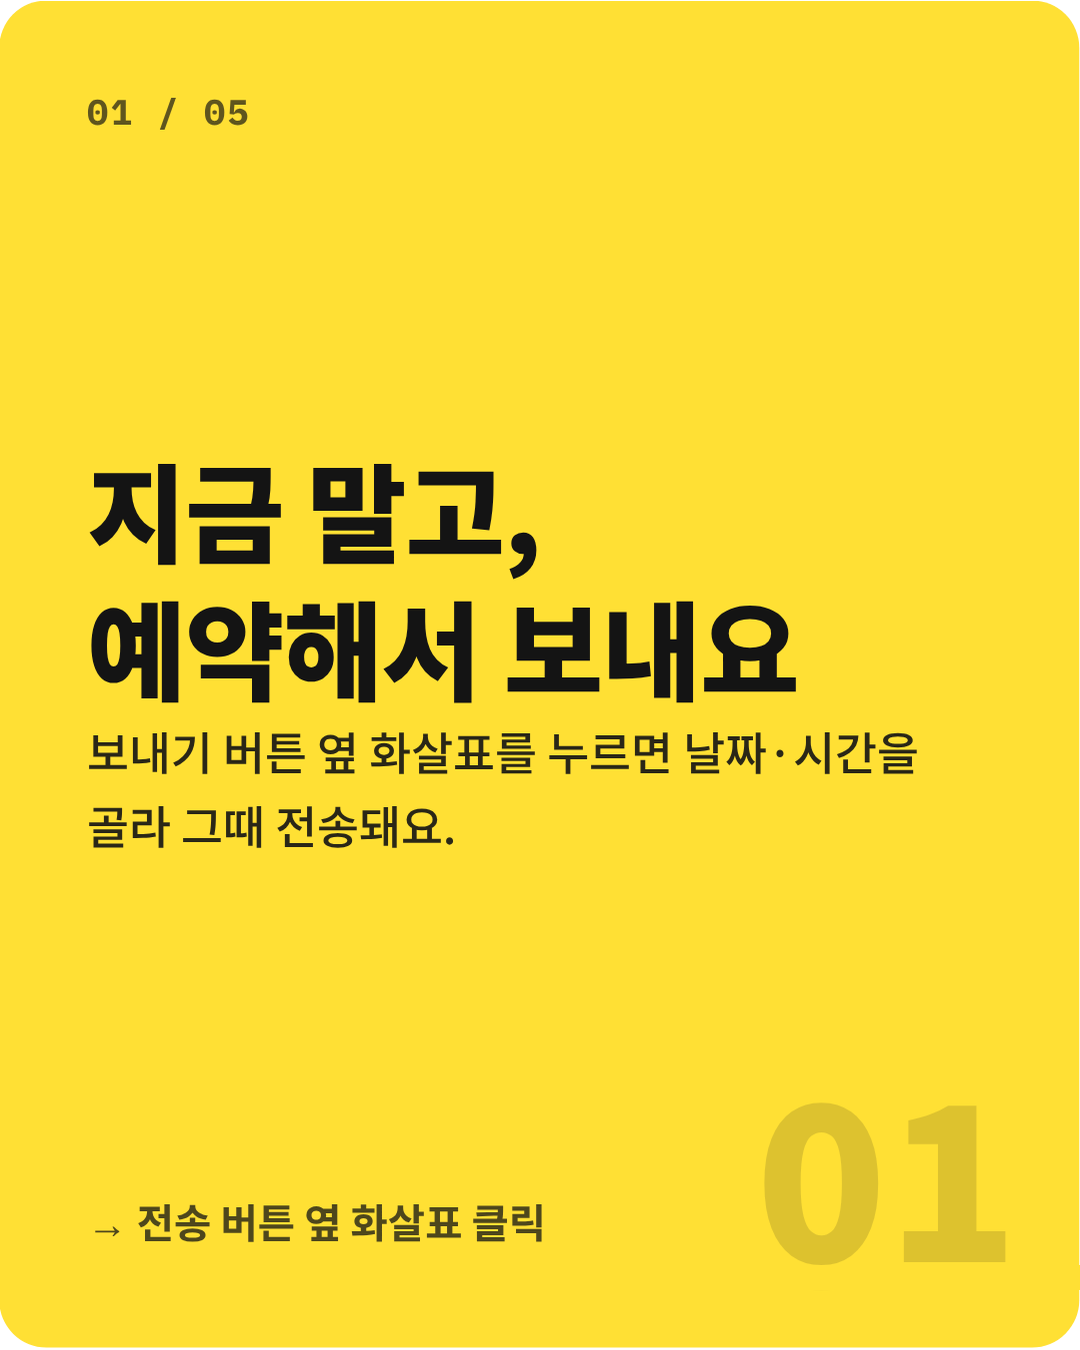 01 / 05
지금 말고,
예약해서 보내요
보내기 버튼 옆 화살표를 누르면 날짜·시간을
골라 그때 전송돼요.
→ 전송 버튼 옆 화살표 클릭
01